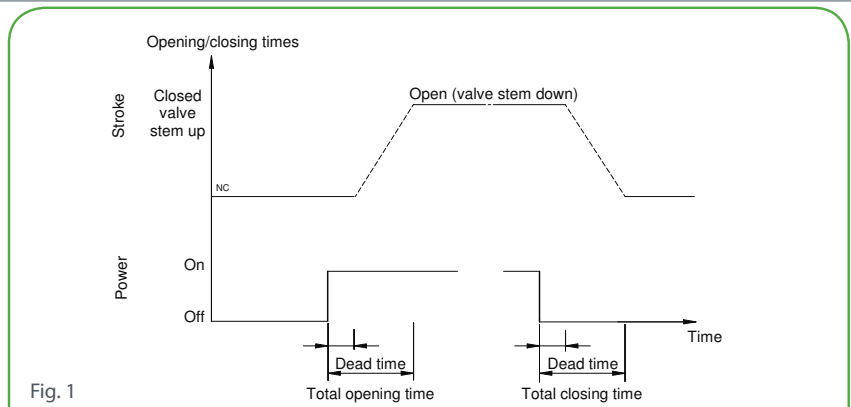 Opening/closing times
Stroke
Closed
valve
stem up
Open (valve stem down)
NC
Power
On
Off
Time
Dead time
Dead time
Total opening time
Total closing time
Fig. 1